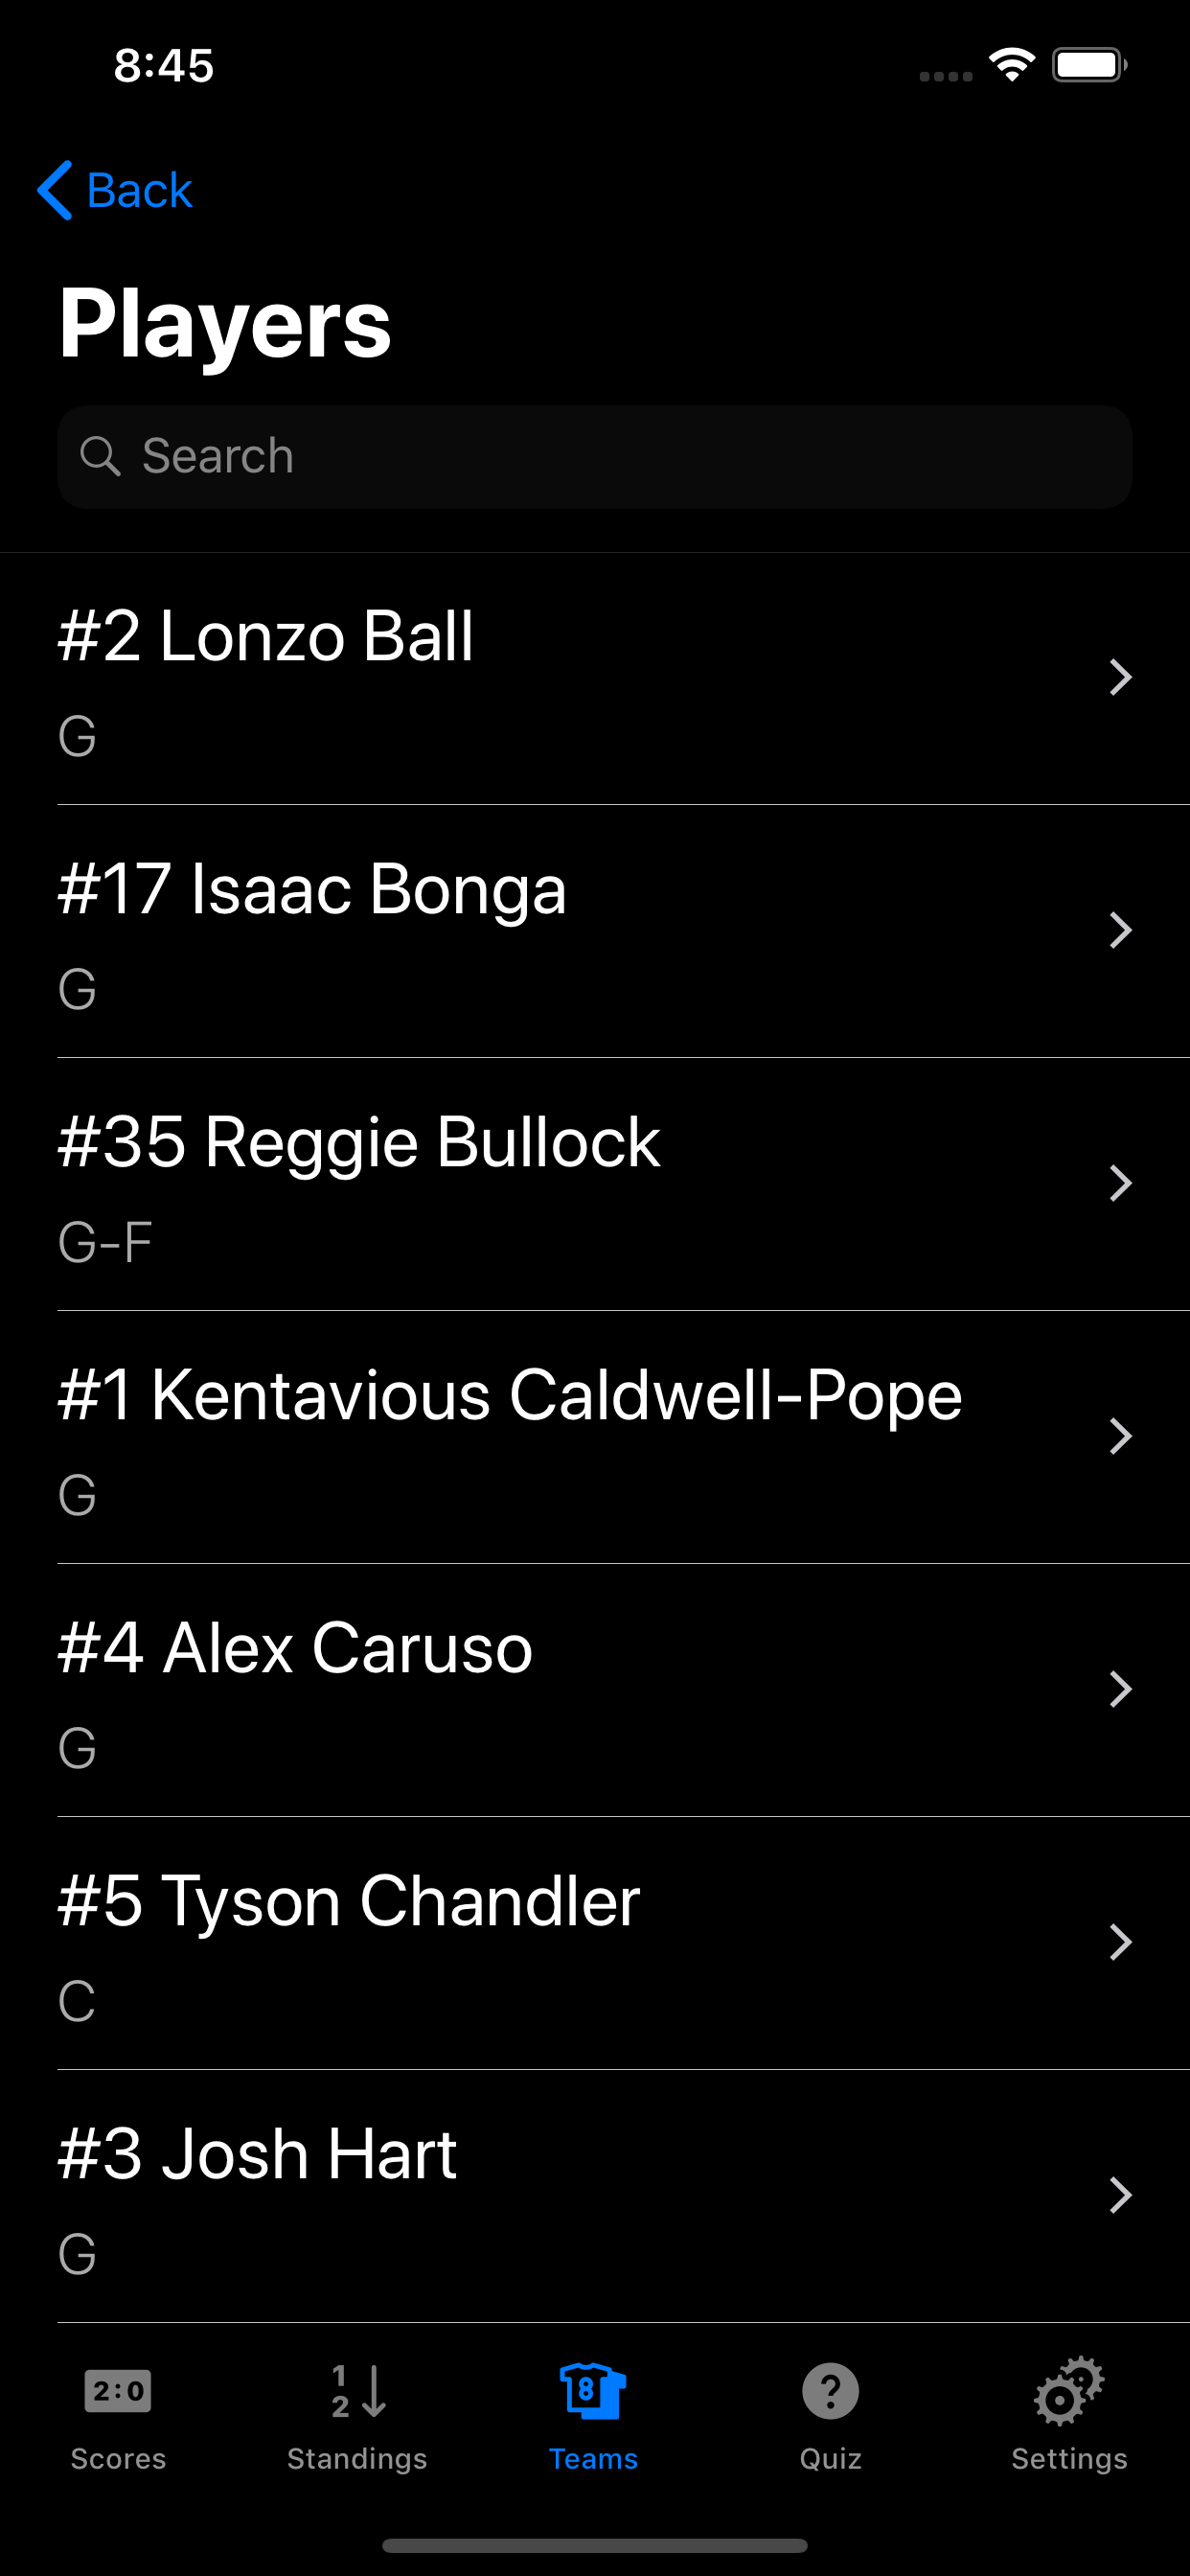 8:45
Back
Players
Search
#2 Lonzo Ball
G
#17 Isaac Bonga
G
#35 Reggie Bullock
G-F
#1 Kentavious Caldwell-Pope
G
#4 Alex Caruso
G
#5 Tyson Chandler
C
#3 Josh Hart
G
2:0
1
2
8
?
Scores
Standings
Teams
Quiz
Settings